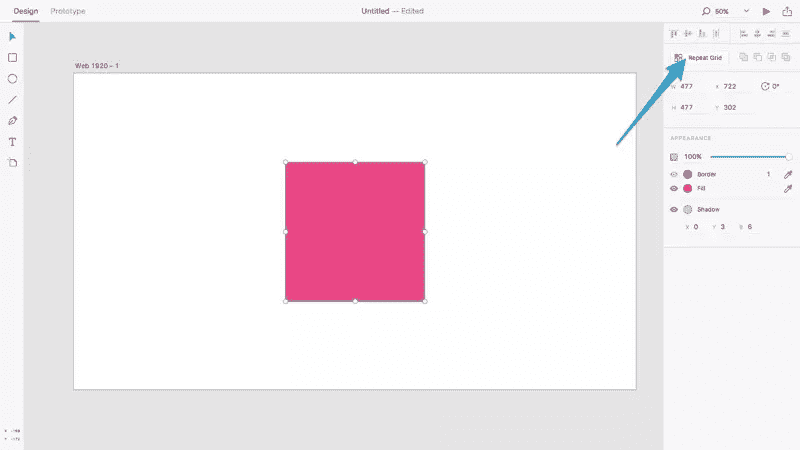 Design Prototype
Untitled — Edited
50%
Web 1920 – 1
Repeat Grid
W 477 X 722 0°
H 477 Y 302
APPEARANCE
100%
Border 1
Fill
Shadow
X 0 Y 3 B 6
T